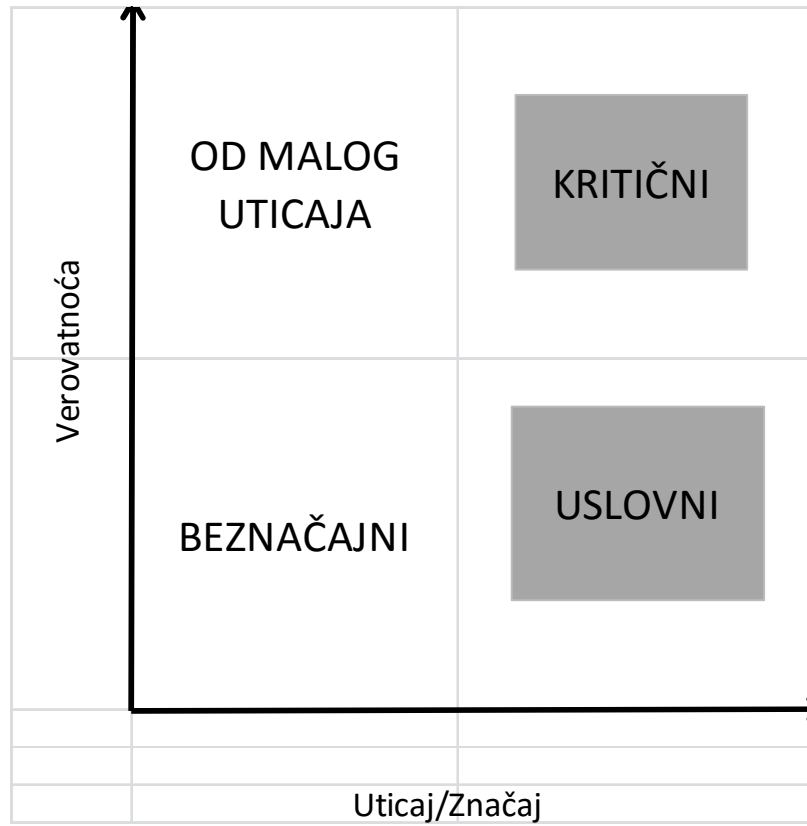 OD MALOG
UTICAJA
KRITIČNI
Verovatnoća
BEZNAČAJNI
USLOVNI
Uticaj/Značaj